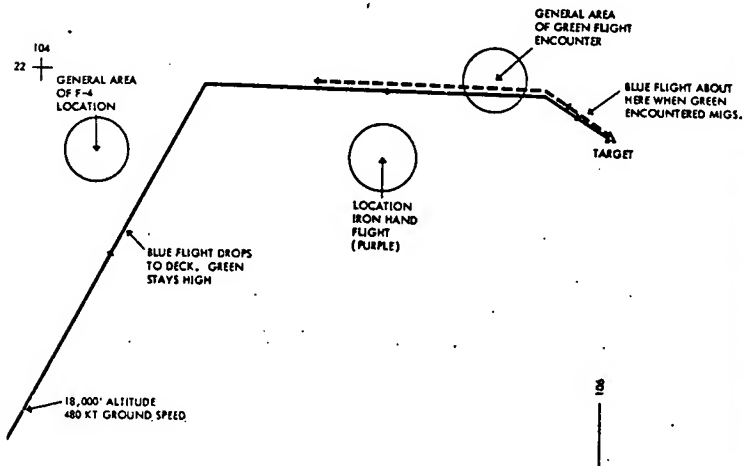 GENERAL AREA
OF GREEN FLIGHT
ENCOUNTER
104
22
GENERAL AREA
OF F-4
LOCATION
BLUE FLIGHT ABOUT
HERE WHEN GREEN
ENCOUNTERED MIGS.
TARGET
LOCATION
IRON HAND
FLIGHT
(PURPLE)
BLUE FLIGHT DROPS
TO DECK. GREEN
STAYS HIGH
18,000' ALTITUDE
480 KT GROUND SPEED
106